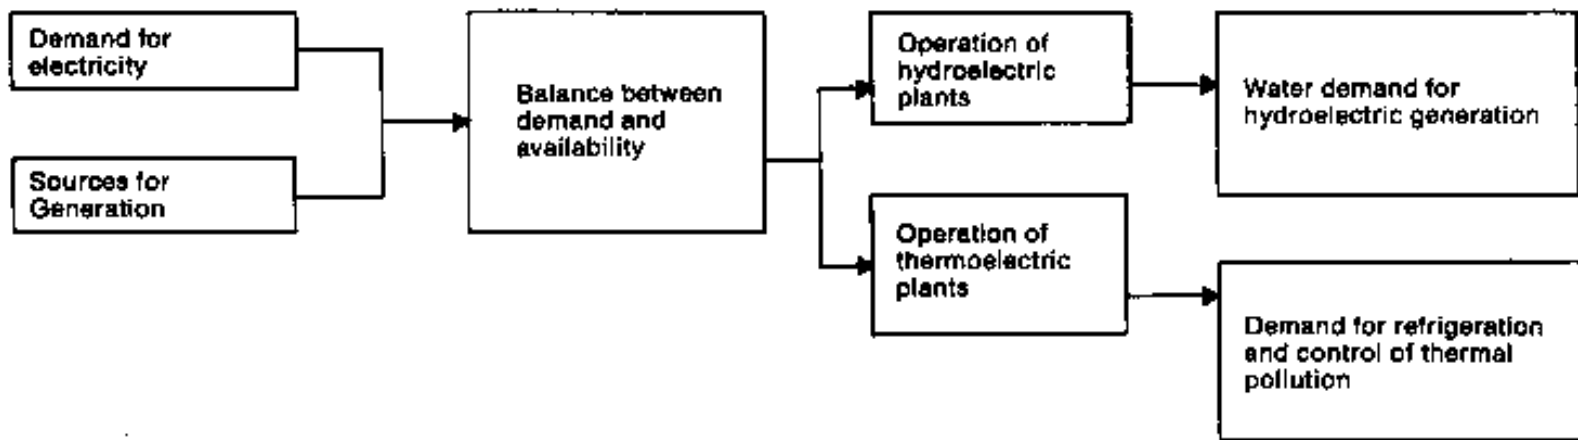 Demand for
electricity
Sources for
Generation
Balance between
demand and
availability
Operation of
hydroelectric
plants
Operation of
thermoelectric
plants
Water demand for
hydroelectric generation
Demand for refrigeration
and control of thermal
pollution